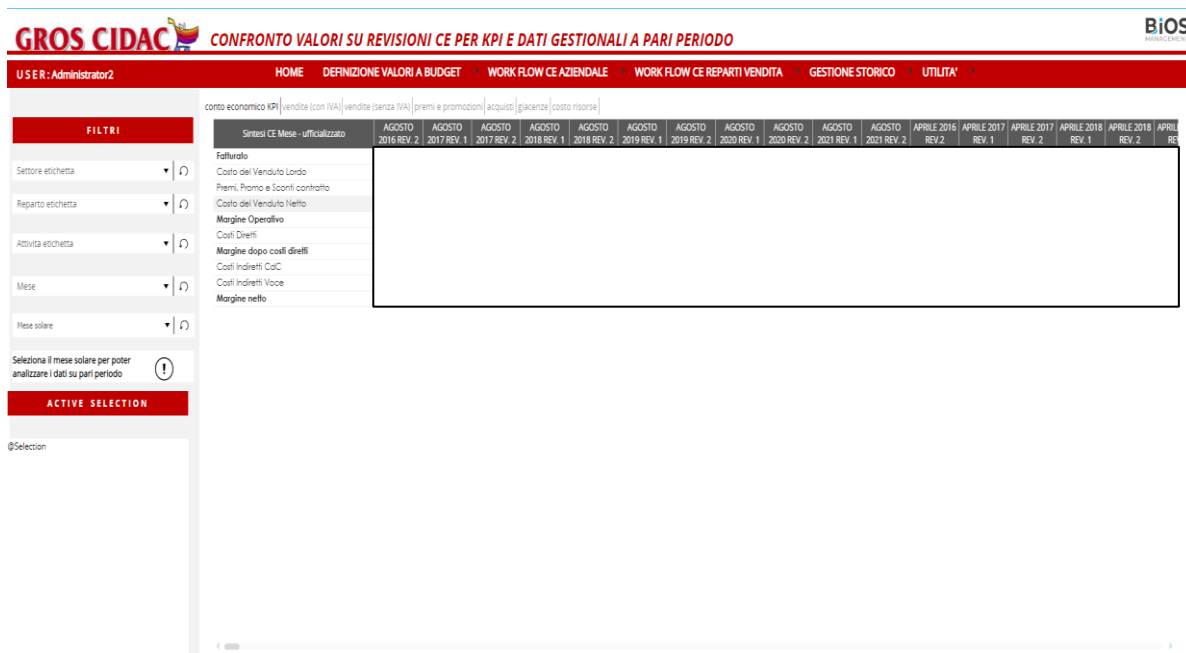 GROS CIDAC
CONFRONTO VALORI SU REVISIONI CE PER KPI E DATI GESTIONALI A PARI PERIODO
BiOS
MANAGEMEN
USER: Administrator2
HOME DEFINIZIONE VALORI A BUDGET WORK FLOW CE AZIENDALE WORK FLOW CE REPARTI VENDITA GESTIONE STORICO UTILITA'
conto economico KPI vendite (con IVA) vendite (senza IVA) premi e promozioni acquisti giacenze costo risorse
FILTRI
Settore etichetta
Reparto etichetta
Attività etichetta
Mese
Mese solare
Seleziona il mese solare per poter
analizzare i dati su pari periodo
ACTIVE SELECTION
@Selection
Sintesi CE Mese - ufficializzato
AGOSTO AGOSTO AGOSTO AGOSTO AGOSTO AGOSTO AGOSTO AGOSTO AGOSTO AGOSTO AGOSTO APRILE 2016 APRILE 2017 APRILE 2017 APRILE 2018 APRILE 2018 APRIL
2016 REV. 2 2017 REV. 1 2017 REV. 2 2018 REV. 1 2018 REV. 2 2019 REV. 1 2019 REV. 2 2020 REV. 1 2020 REV. 2 2021 REV. 1 2021 REV. 2 REV.2 REV. 1 REV. 2 REV. 1 REV. 2 RE
Fatturato
Costo del Venduto Lordo
Premi, Promo e Sconti contratto
Costo del Venduto Netto
Margine Operativo
Costi Diretti
Margine dopo costi diretti
Costi Indiretti CdC
Costi Indiretti Voce
Margine netto